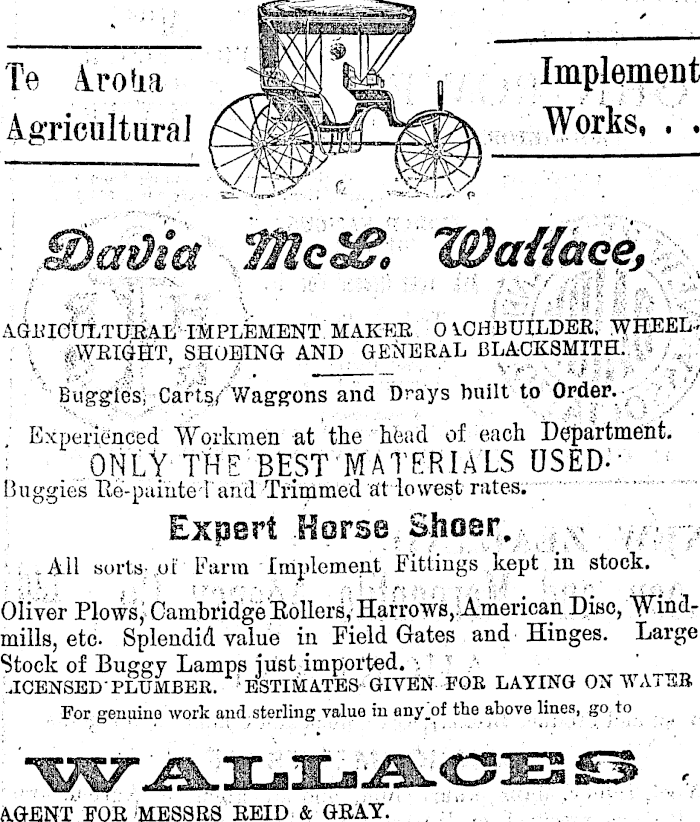 Te Aroha
Agricultural
Implement
Works, . .
David McL. Wallace,
AGRICULTURAL IMPLEMENT MAKER COACHBUILDER. WHEEL-
WRIGHT, SHOEING AND GENERAL BLACKSMITH.
Buggies, Carts, Waggons and Drays built to Order.
Experienced Workmen at the head of each Department.
ONLY THE BEST MATERIALS USED.
Buggies Re-painted and Trimmed at lowest rates.
Expert Horse Shoer.
All sorts of Farm Implement Fittings kept in stock.
Oliver Plows, Cambridge Rollers, Harrows, American Disc, Wind-
mills, etc. Splendid value in Field Gates and Hinges. Large
Stock of Buggy Lamps just imported.
LICENSED PLUMBER. ESTIMATES GIVEN FOR LAYING ON WATER
For genuine work and sterling value in any of the above lines, go to
WALLACES
AGENT FOR MESSRS REID & GRAY.